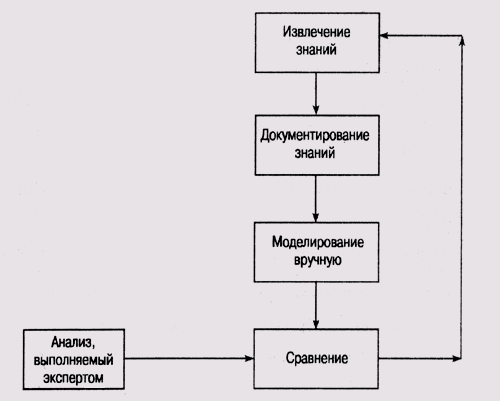 Извлечение
знаний
Документирование
знаний
Моделирование
вручную
Анализ,
выполняемый
экспертом
Сравнение